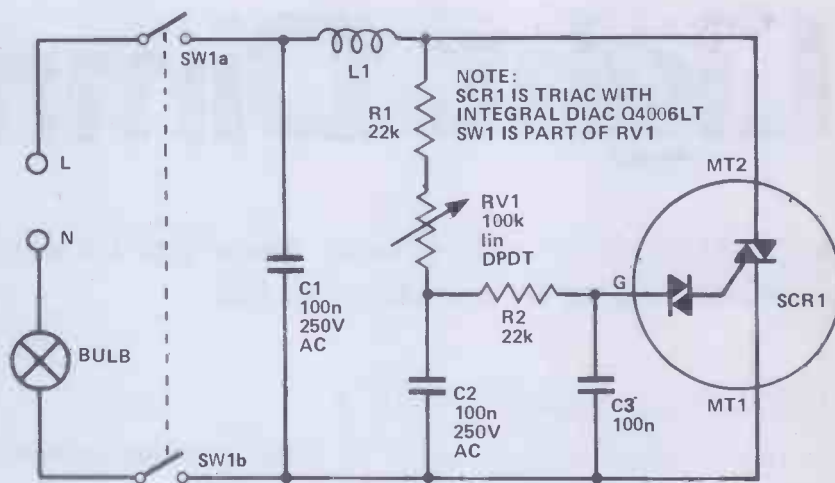 SW1a
L1
NOTE:
SCR1 IS TRIAC WITH
INTEGRAL DIAC Q4006LT
SW1 IS PART OF RV1
R1
22k
MT2
L
RV1
100k
lin
DPDT
N
C1
100n
250V
AC
G
SCR1
R2
22k
BULB
C2
100n
250V
AC
C3
100n
MT1
SW1b